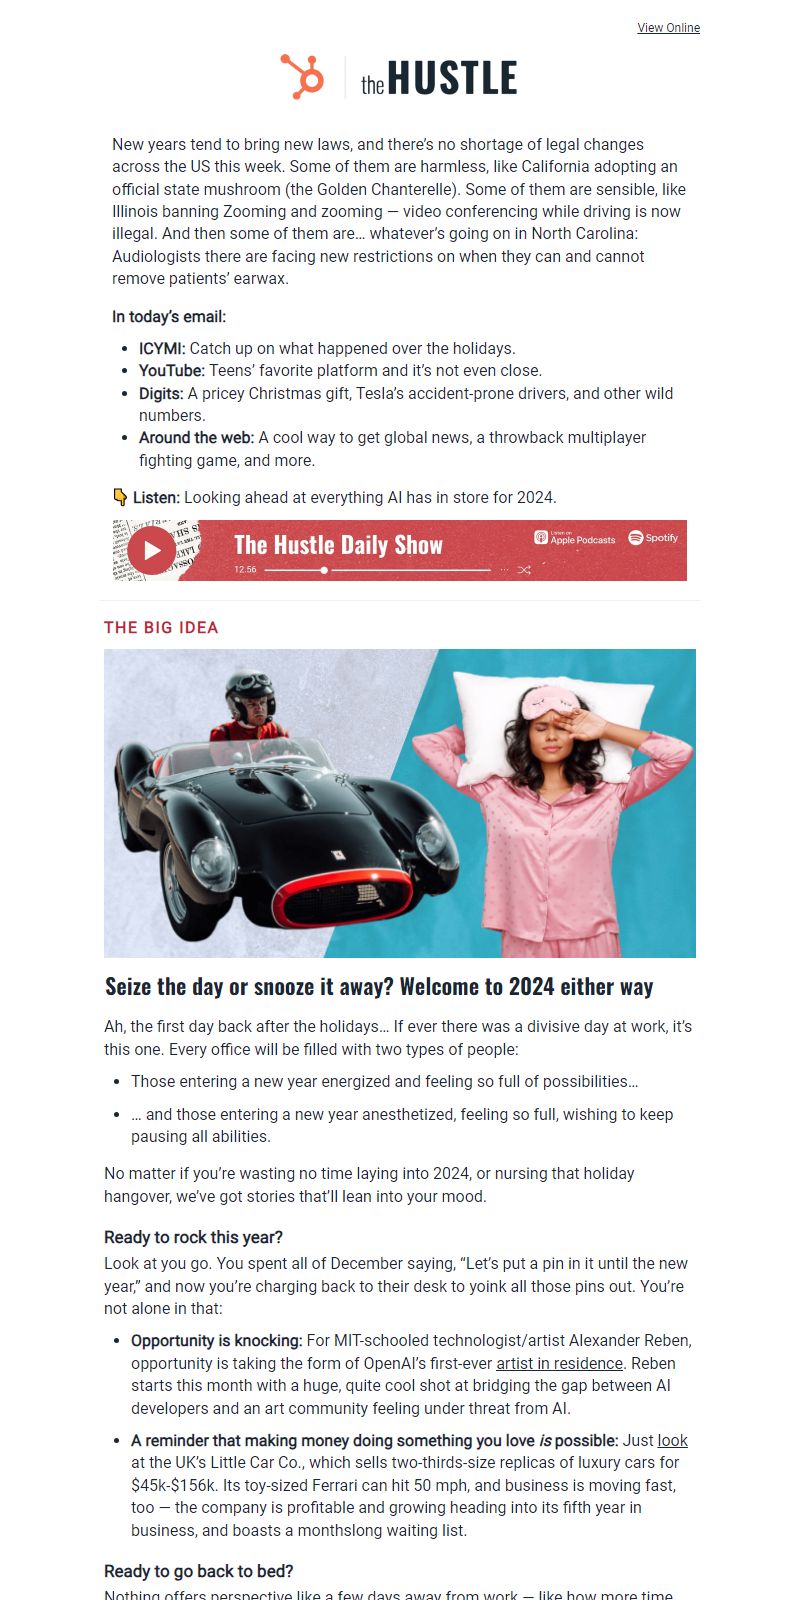 View Online
the HUSTLE
New years tend to bring new laws, and there’s no shortage of legal changes
across the US this week. Some of them are harmless, like California adopting an
official state mushroom (the Golden Chanterelle). Some of them are sensible, like
Illinois banning Zooming and zooming — video conferencing while driving is now
illegal. And then some of them are… whatever’s going on in North Carolina:
Audiologists there are facing new restrictions on when they can and cannot
remove patients’ earwax.
In today’s email:
• ICYMI: Catch up on what happened over the holidays.
• YouTube: Teens’ favorite platform and it’s not even close.
• Digits: A pricey Christmas gift, Tesla’s accident-prone drivers, and other wild
numbers.
• Around the web: A cool way to get global news, a throwback multiplayer
fighting game, and more.
👇 Listen: Looking ahead at everything AI has in store for 2024.
The Hustle Daily Show
Listen on
Apple Podcasts
Spotify
12:56
THE BIG IDEA
Seize the day or snooze it away? Welcome to 2024 either way
Ah, the first day back after the holidays… If ever there was a divisive day at work, it’s
this one. Every office will be filled with two types of people:
• Those entering a new year energized and feeling so full of possibilities…
• … and those entering a new year anesthetized, feeling so full, wishing to keep
pausing all abilities.
No matter if you’re wasting no time laying into 2024, or nursing that holiday
hangover, we’ve got stories that’ll lean into your mood.
Ready to rock this year?
Look at you go. You spent all of December saying, “Let’s put a pin in it until the new
year,” and now you’re charging back to their desk to yoink all those pins out. You’re
not alone in that:
• Opportunity is knocking: For MIT-schooled technologist/artist Alexander Reben,
opportunity is taking the form of OpenAI’s first-ever artist in residence. Reben
starts this month with a huge, quite cool shot at bridging the gap between AI
developers and an art community feeling under threat from AI.
• A reminder that making money doing something you love is possible: Just look
at the UK’s Little Car Co., which sells two-thirds-size replicas of luxury cars for
$45k-$156k. Its toy-sized Ferrari can hit 50 mph, and business is moving fast,
too — the company is profitable and growing heading into its fifth year in
business, and boasts a monthslong waiting list.
Ready to go back to bed?
Nothing offers perspective like a few days away from work — like how more time